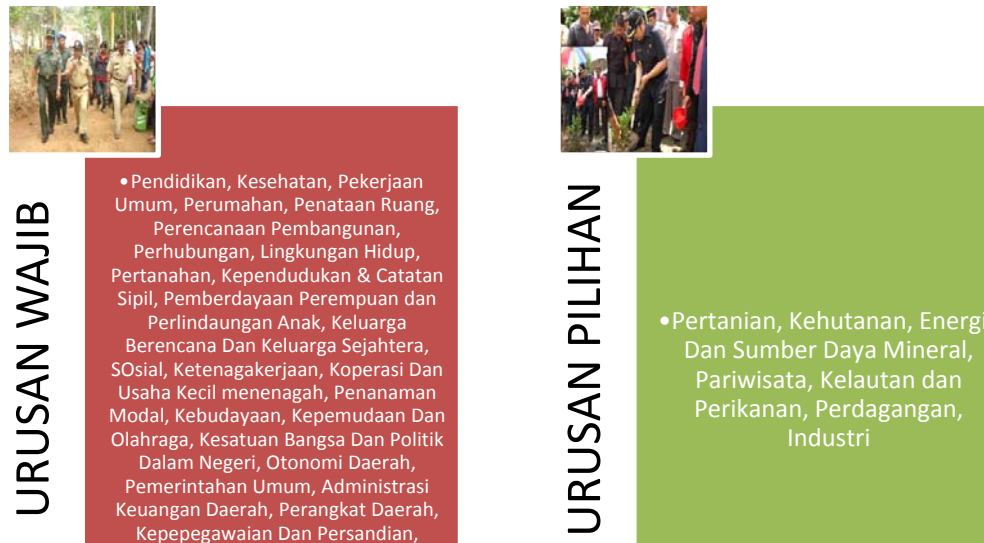 URUSAN WAJIB
•Pendidikan, Kesehatan, Pekerjaan
Umum, Perumahan, Penataan Ruang,
Perencanaan Pembangunan,
Perhubungan, Lingkungan Hidup,
Pertanahan, Kependudukan & Catatan
Sipil, Pemberdayaan Perempuan dan
Perlindaungan Anak, Keluarga
Berencana Dan Keluarga Sejahtera,
SOsial, Ketenagakerjaan, Koperasi Dan
Usaha Kecil menenagah, Penanaman
Modal, Kebudayaan, Kepemudaan Dan
Olahraga, Kesatuan Bangsa Dan Politik
Dalam Negeri, Otonomi Daerah,
Pemerintahan Umum, Administrasi
Keuangan Daerah, Perangkat Daerah,
Kepepegawaian Dan Persandian,
URUSAN PILIHAN
•Pertanian, Kehutanan, Energi
Dan Sumber Daya Mineral,
Pariwisata, Kelautan dan
Perikanan, Perdagangan,
Industri